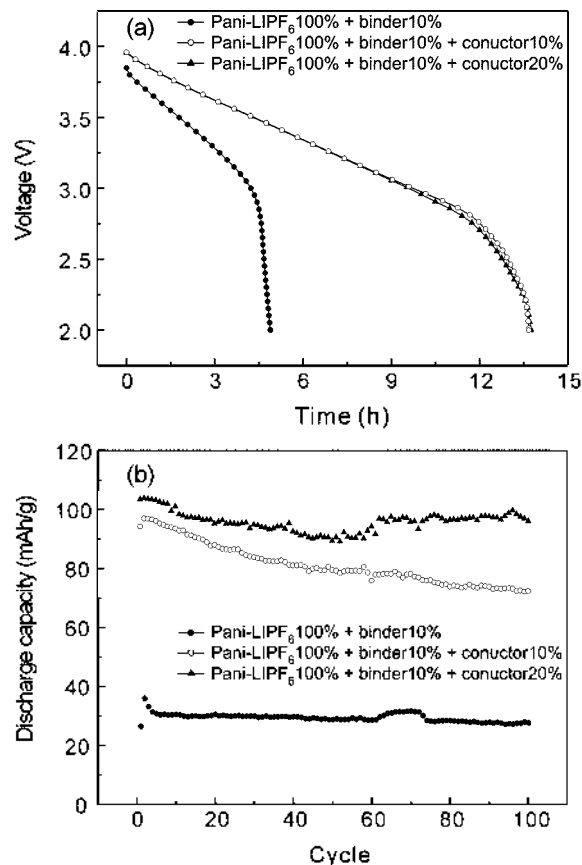 (a)
Pani-LIPF6100% + binder10%
Pani-LIPF6100% + binder10% + conuctor10%
Pani-LIPF6100% + binder10% + conuctor20%
4.0
3.5
3.0
2.5
2.0
Voltage (V)
0 3 6 9 12 15
Time (h)
(b)
120
100
80
60
40
20
0
Discharge capacity (mAh/g)
Pani-LIPF6100% + binder10%
Pani-LIPF6100% + binder10% + conuctor10%
Pani-LIPF6100% + binder10% + conuctor20%
0 20 40 60 80 100
Cycle